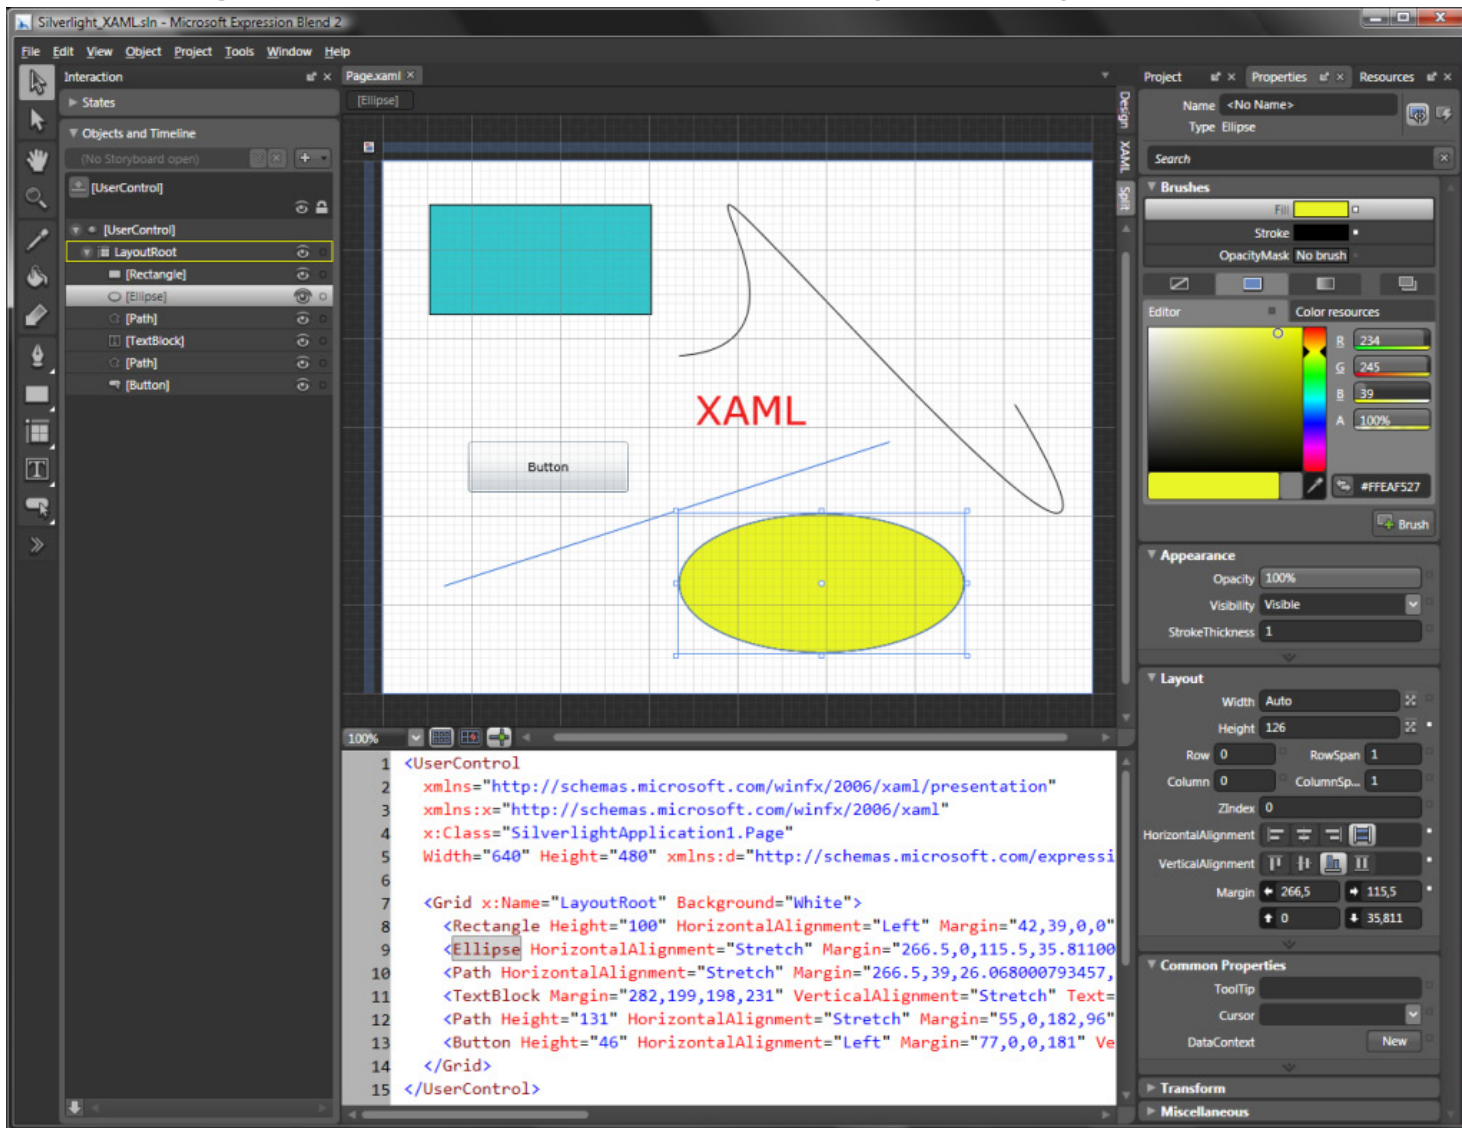 Silverlight_XAML.sln - Microsoft Expression Blend 2
File Edit View Object Project Tools Window Help
Interaction
States
Objects and Timeline
(No Storyboard open)
[UserControl]
[UserControl]
LayoutRoot
[Rectangle]
[Ellipse]
[Path]
[TextBlock]
[Path]
[Button]
Page.xaml
[Ellipse]
Design
XAML
Split
XAML
Button
100%
1 <UserControl
2 xmlns="http://schemas.microsoft.com/winfx/2006/xaml/presentation"
3 xmlns:x="http://schemas.microsoft.com/winfx/2006/xaml"
4 x:Class="SilverlightApplication1.Page"
5 Width="640" Height="480" xmlns:d="http://schemas.microsoft.com/expressi
6
7 <Grid x:Name="LayoutRoot" Background="White">
8 <Rectangle Height="100" HorizontalAlignment="Left" Margin="42,39,0,0"
9 <Ellipse HorizontalAlignment="Stretch" Margin="266.5,0,115.5,35.81100
10 <Path HorizontalAlignment="Stretch" Margin="266.5,39,26.068000793457,
11 <TextBlock Margin="282,199,198,231" VerticalAlignment="Stretch" Text=
12 <Path Height="131" HorizontalAlignment="Stretch" Margin="55,0,182,96"
13 <Button Height="46" HorizontalAlignment="Left" Margin="77,0,0,181" Ve
14 </Grid>
15 </UserControl>
Project Properties Resources
Name <No Name>
Type Ellipse
Search
Brushes
Fill
Stroke
OpacityMask No brush
Editor Color resources
R 234
G 245
B 39
A 100%
#FFEAF527
Brush
Appearance
Opacity 100%
Visibility Visible
StrokeThickness 1
Layout
Width Auto
Height 126
Row 0 RowSpan 1
Column 0 ColumnSp... 1
ZIndex 0
HorizontalAlignment
VerticalAlignment
Margin 266,5 115,5
0 35,811
Common Properties
ToolTip
Cursor
DataContext New
Transform
Miscellaneous